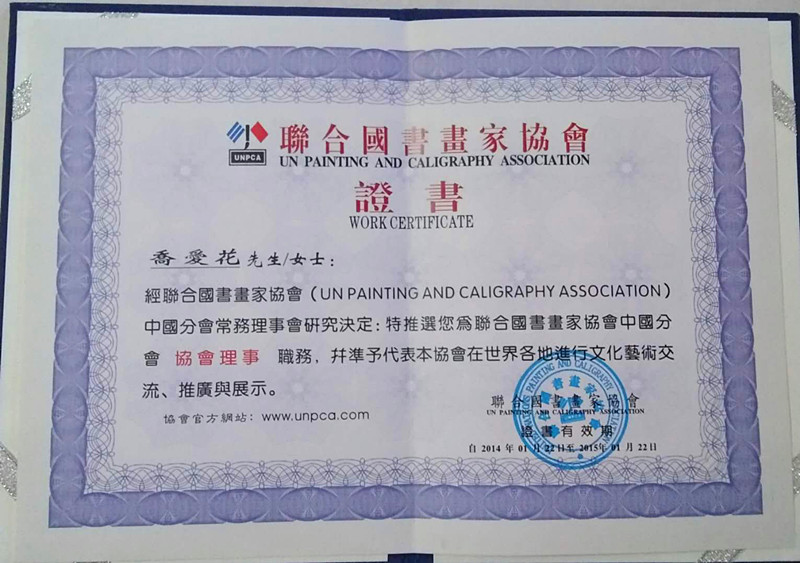 UNPCA
聯合國書畫家協會
UN PAINTING AND CALIGRAPHY ASSOCIATION
證書
WORK CERTIFICATE
喬愛花先生/女士:
經聯合國書畫家協會(UN PAINTING AND CALIGRAPHY ASSOCIATION)
中國分會常務理事會研究決定:特推選您爲聯合國書畫家協會中國分
會 協會理事 職務,幷準予代表本協會在世界各地進行文化藝術交
流、推廣與展示。
協會官方網站:www.unpca.com
聯合國書畫家協會
UN PAINTING AND CALIGRAPHY ASSOCIATION
證書有效期
自 2014 年 01 月 22 日至 2015年 01 月 22 日